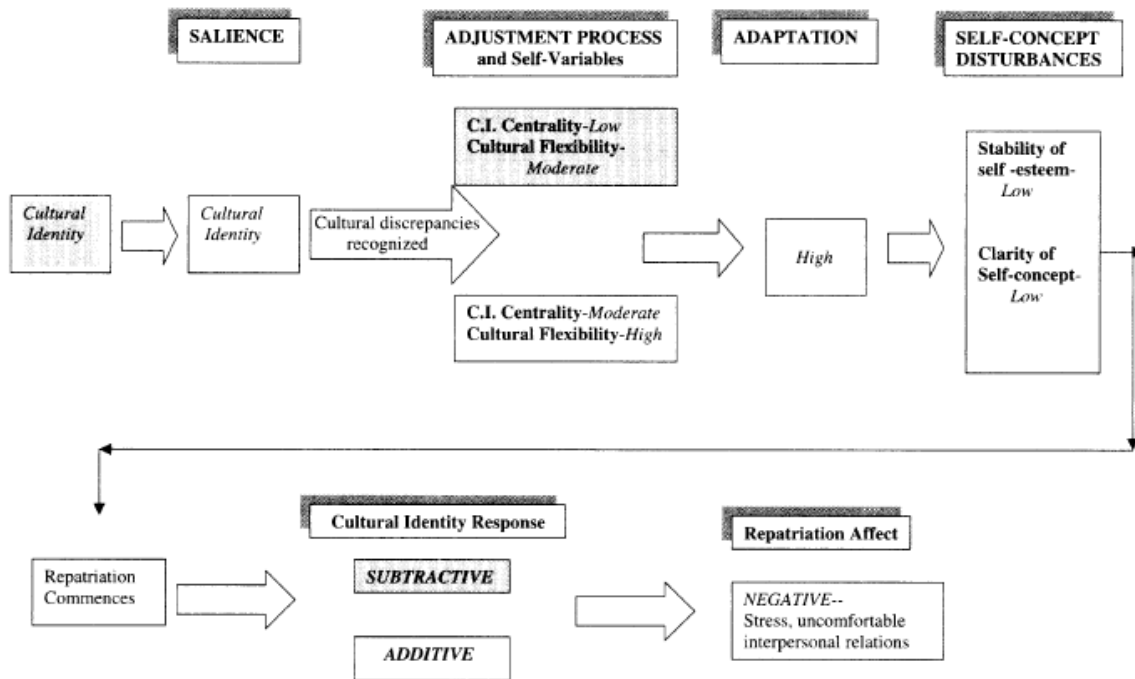 SALIENCE
ADJUSTMENT PROCESS
and Self-Variables
ADAPTATION
SELF-CONCEPT
DISTURBANCES
Cultural
Identity
Cultural
Identity
Cultural discrepancies
recognized
C.I. Centrality-Low
Cultural Flexibility-
Moderate
C.I. Centrality-Moderate
Cultural Flexibility-High
High
Stability of
self -esteem-
Low
Clarity of
Self-concept-
Low
Repatriation
Commences
Cultural Identity Response
SUBTRACTIVE
ADDITIVE
Repatriation Affect
NEGATIVE--
Stress, uncomfortable
interpersonal relations